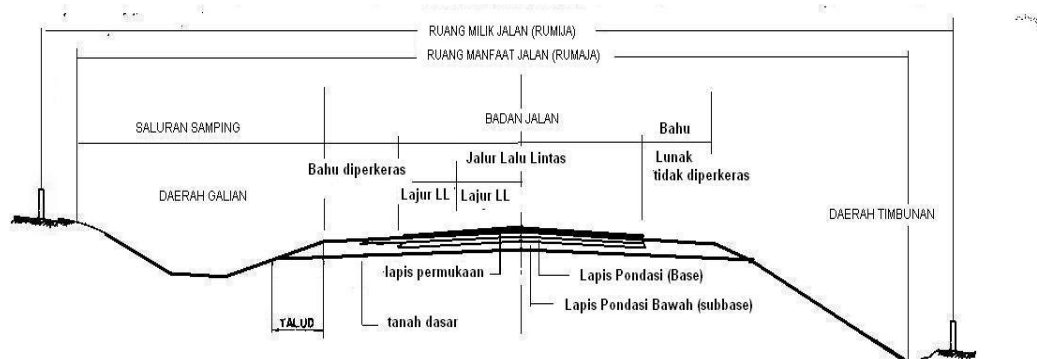 RUANG MILIK JALAN (RUMIJA)
RUANG MANFAAT JALAN (RUMAJA)
SALURAN SAMPING
BADAN JALAN
Bahu
Bahu diperkeras
Jalur Lalu Lintas
Lunak
tidak diperkeras
Lajur LL
Lajur LL
DAERAH GALIAN
DAERAH TIMBUNAN
lapis permukaan
Lapis Pondasi (Base)
Lapis Pondasi Bawah (subbase)
TALUD
tanah dasar